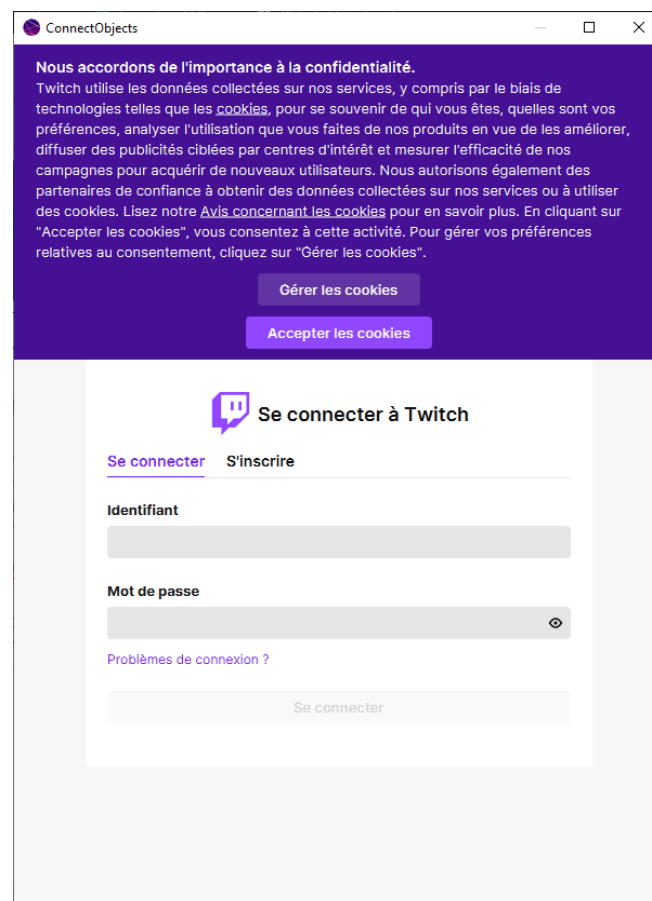 ConnectObjects
Nous accordons de l'importance à la confidentialité.
Twitch utilise les données collectées sur nos services, y compris par le biais de
technologies telles que les cookies, pour se souvenir de qui vous êtes, quelles sont vos
préférences, analyser l'utilisation que vous faites de nos produits en vue de les améliorer,
diffuser des publicités ciblées par centres d'intérêt et mesurer l'efficacité de nos
campagnes pour acquérir de nouveaux utilisateurs. Nous autorisons également des
partenaires de confiance à obtenir des données collectées sur nos services ou à utiliser
des cookies. Lisez notre Avis concernant les cookies pour en savoir plus. En cliquant sur
"Accepter les cookies", vous consentez à cette activité. Pour gérer vos préférences
relatives au consentement, cliquez sur "Gérer les cookies".
Gérer les cookies
Accepter les cookies
Se connecter à Twitch
Se connecter S'inscrire
Identifiant
Mot de passe
Problèmes de connexion ?
Se connecter